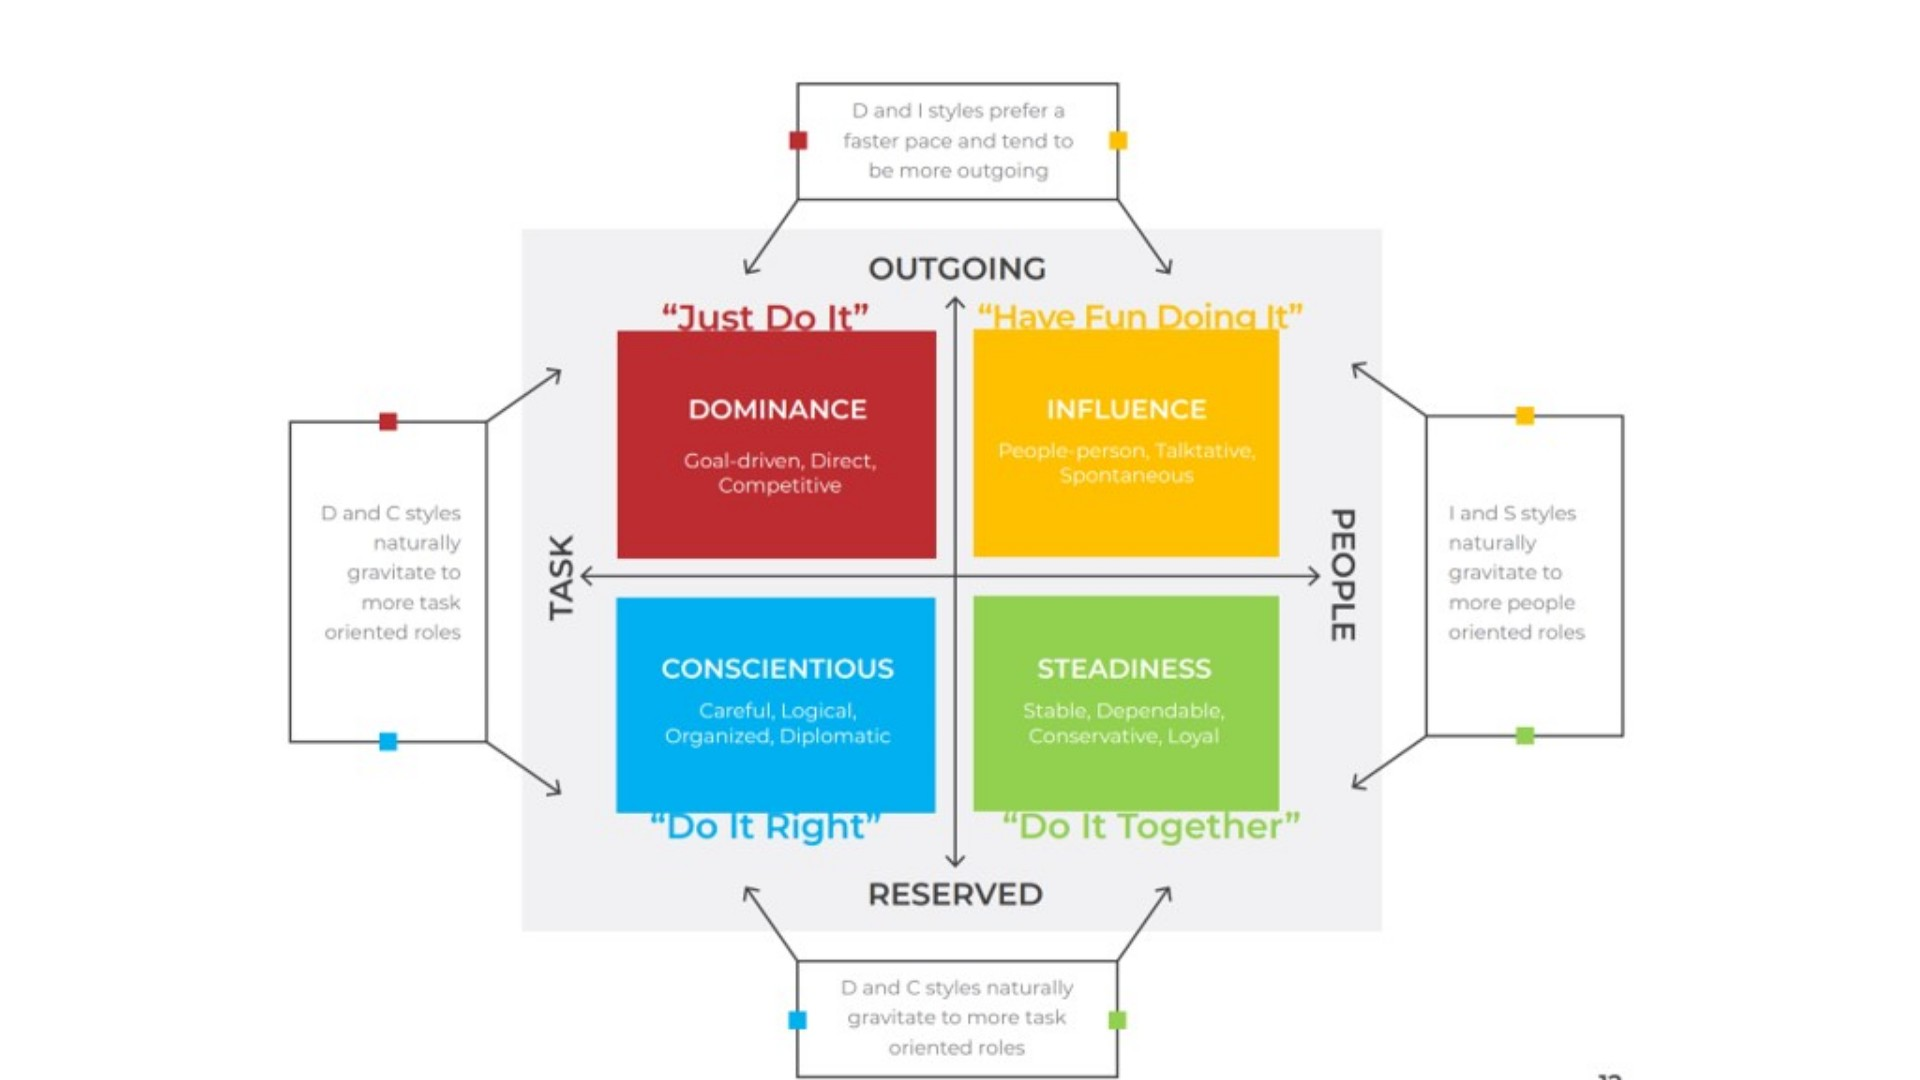 D and I styles prefer a
faster pace and tend to
be more outgoing
OUTGOING
“Just Do It”
“Have Fun Doing It”
DOMINANCE
Goal-driven, Direct,
Competitive
INFLUENCE
People-person, Talktative,
Spontaneous
D and C styles
naturally
gravitate to
more task
oriented roles
TASK
PEOPLE
I and S styles
naturally
gravitate to
more people
oriented roles
CONSCIENTIOUS
Careful, Logical,
Organized, Diplomatic
STEADINESS
Stable, Dependable,
Conservative, Loyal
“Do It Right”
“Do It Together”
RESERVED
D and C styles naturally
gravitate to more task
oriented roles